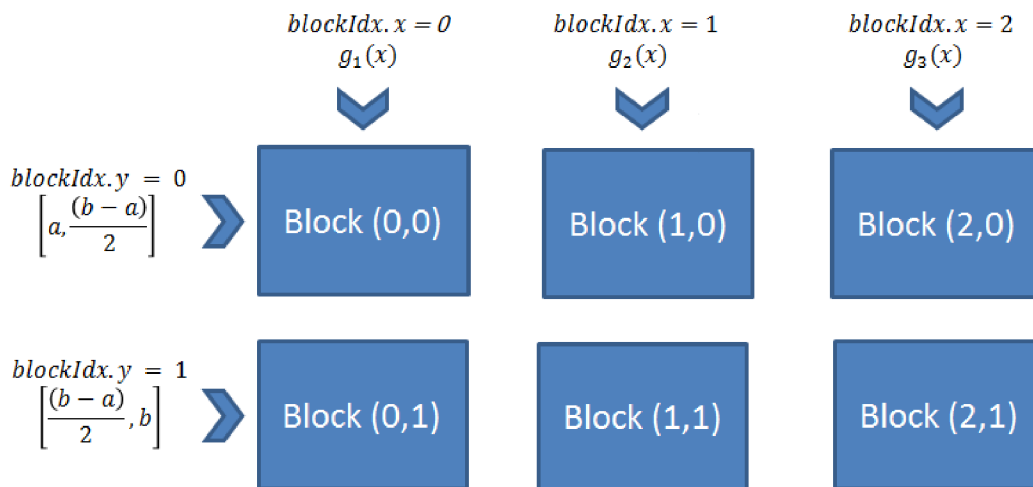 blockIdx.x = 0
g₁(x)
blockIdx.x = 1
g₂(x)
blockIdx.x = 2
g₃(x)
blockIdx.y = 0
[a, (b − a)/2]
Block (0,0)
Block (1,0)
Block (2,0)
blockIdx.y = 1
[(b − a)/2, b]
Block (0,1)
Block (1,1)
Block (2,1)